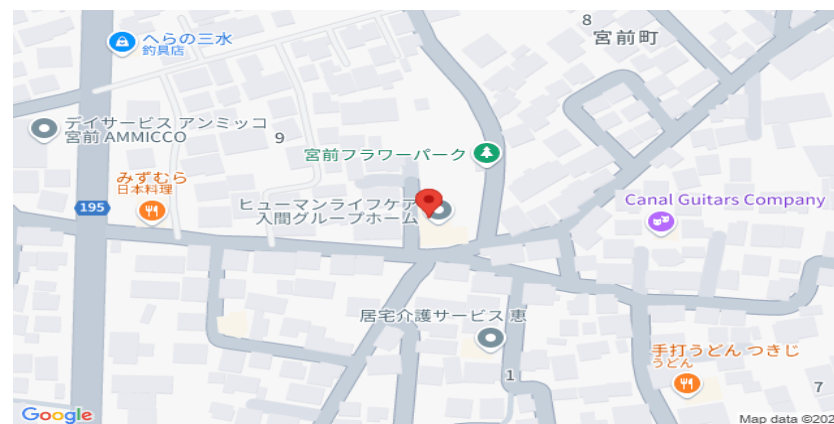 8
宮前町
へらの三水
釣具店
デイサービス アンミッコ
宮前 AMMICCO
9
宮前フラワーパーク
みずむら
日本料理
195
ヒューマンライフケア
入間グループホーム
Canal Guitars Company
居宅介護サービス 恵
手打うどん つきじ
うどん
1
7
Google
Map data ©202